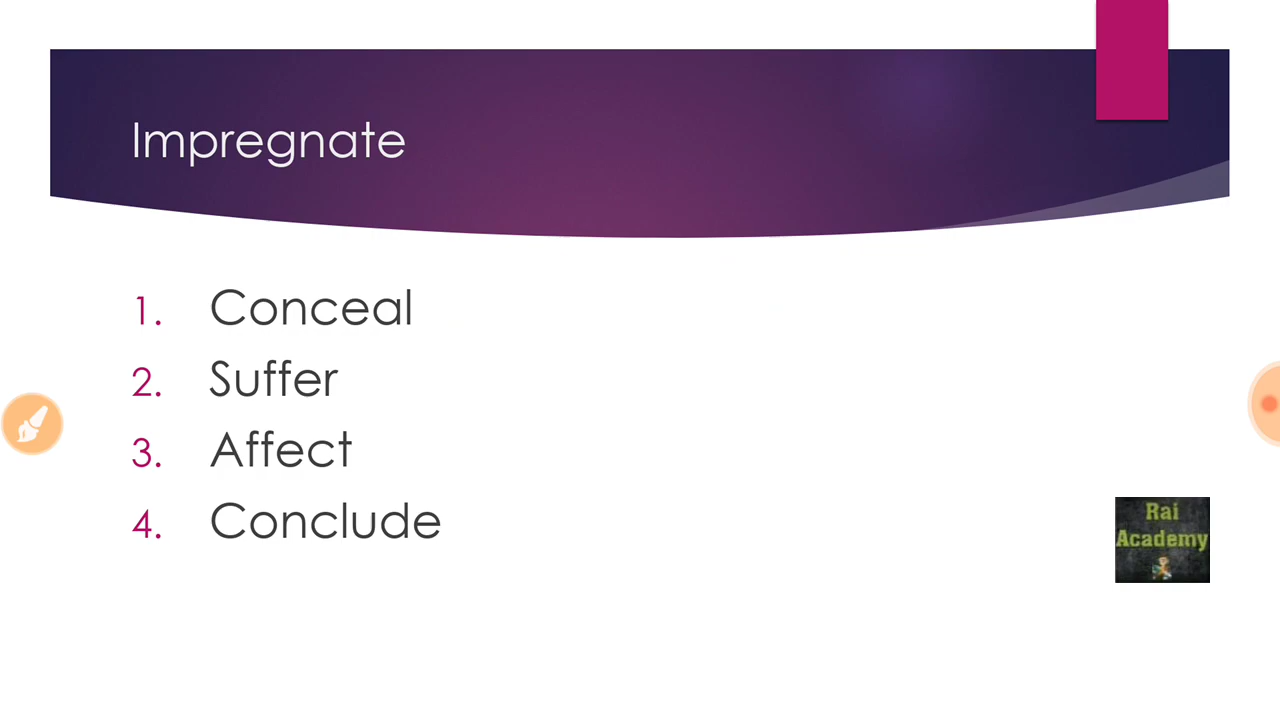 Impregnate
1. Conceal
2. Suffer
3. Affect
4. Conclude
Rai
Academy